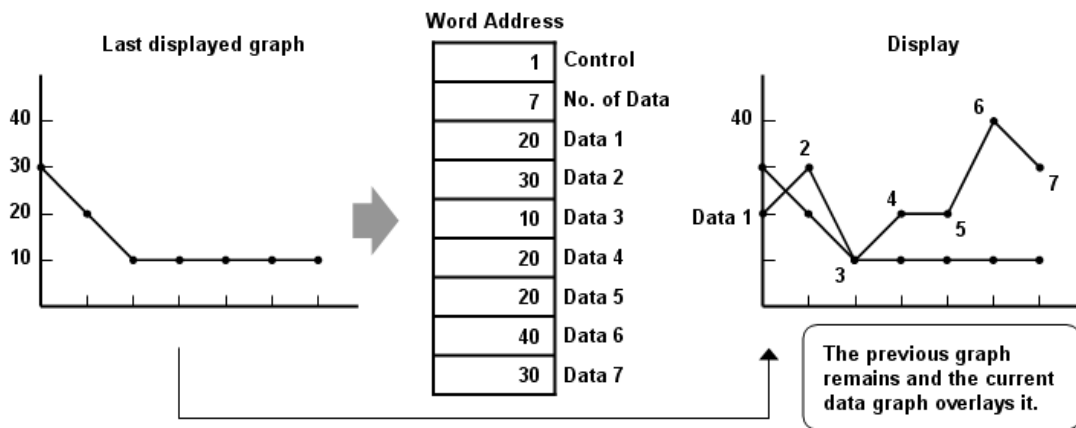 Last displayed graph
40
30
20
10
Word Address
1 Control
7 No. of Data
20 Data 1
30 Data 2
10 Data 3
20 Data 4
20 Data 5
40 Data 6
30 Data 7
Display
40
Data 1
2
3
4
5
6
7
The previous graph
remains and the current
data graph overlays it.